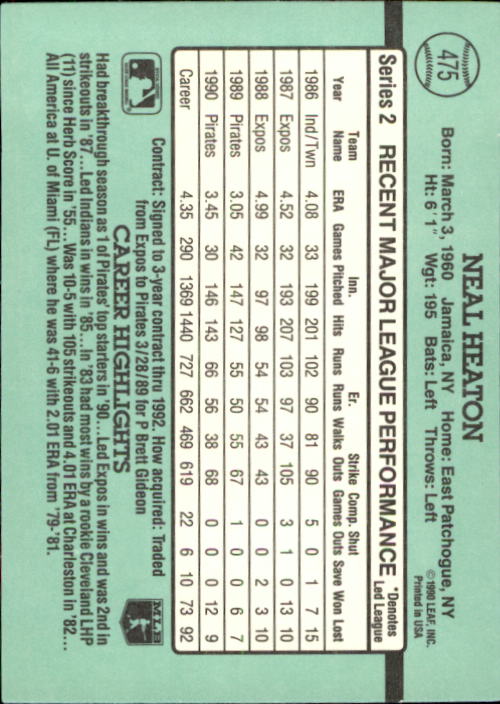 475
NEAL HEATON
©1990 LEAF, INC.
Printed in USA
Born: March 3, 1960 Jamaica, NY Home: East Patchogue, NY
Ht: 6' 1" Wgt: 195 Bats: Left Throws: Left
Series 2 RECENT MAJOR LEAGUE PERFORMANCE *Denotes Led League
Year Team Name ERA Games Inn. Pitched Hits Runs Er. Runs Walks Strike Outs Comp. Games Shut Outs Save Won Lost
1986 Ind/Twn 4.08 33 199 201 102 90 81 90 5 0 1 7 15
1987 Expos 4.52 32 193 207 103 97 37 105 3 1 0 13 10
1988 Expos 4.99 32 97 98 54 54 43 43 0 0 2 3 10
1989 Pirates 3.05 42 147 127 55 50 55 67 1 0 0 6 7
1990 Pirates 3.45 30 146 143 66 56 38 68 0 0 0 12 9
Career 4.35 290 1369 1440 727 662 469 619 22 6 10 73 92
Contract: Signed to 3-year contract thru 1992. How acquired: Traded
from Expos to Pirates 3/28/89 for P Brett Gideon
MLB
CAREER HIGHLIGHTS
Had breakthrough season as 1 of Pirates' top starters in '90...Led Expos in wins and was 2nd in
strikeouts in '87...Led Indians in wins in '85... In '83 had most wins by a rookie Cleveland LHP
(11) since Herb Score in '55...Was 10-5 with 105 strikeouts and 4.01 ERA at Charleston in '82...
All America at U. of Miami (FL) where he was 41-6 with 2.01 ERA from '79-'81.